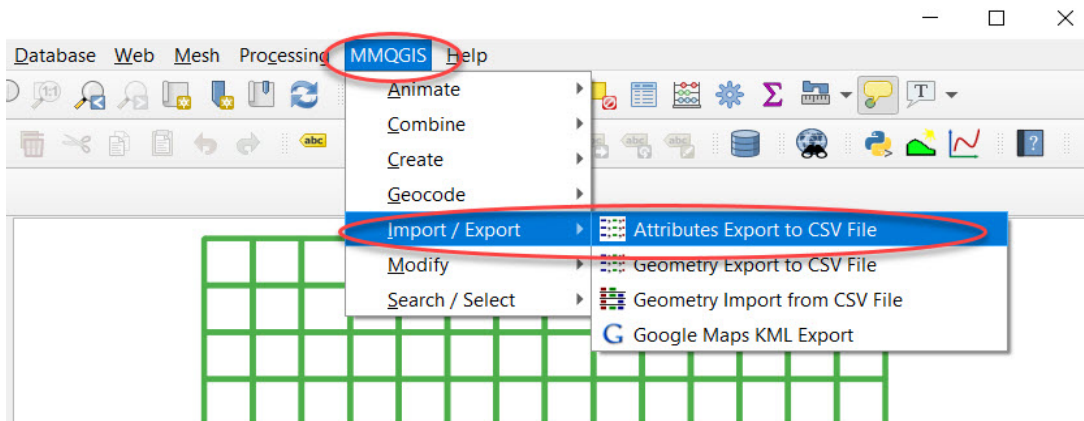 Database Web Mesh Processing MMQGIS Help
Animate
Combine
Create
Geocode
Import / Export
Modify
Search / Select
Attributes Export to CSV File
Geometry Export to CSV File
Geometry Import from CSV File
Google Maps KML Export
abc